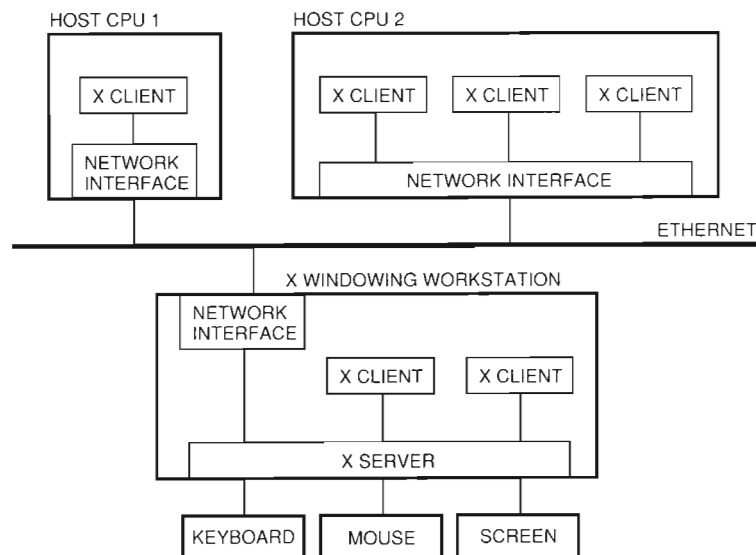 HOST CPU 1
HOST CPU 2
X CLIENT
X CLIENT
X CLIENT
X CLIENT
NETWORK
INTERFACE
NETWORK INTERFACE
ETHERNET
X WINDOWING WORKSTATION
NETWORK
INTERFACE
X CLIENT
X CLIENT
X SERVER
KEYBOARD
MOUSE
SCREEN